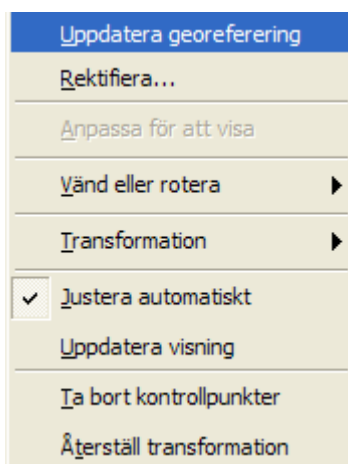 Uppdatera georeferering
Rektifiera...
Anpassa för att visa
Vänd eller rotera
Transformation
Justera automatiskt
Uppdatera visning
Ta bort kontrollpunkter
Återställ transformation